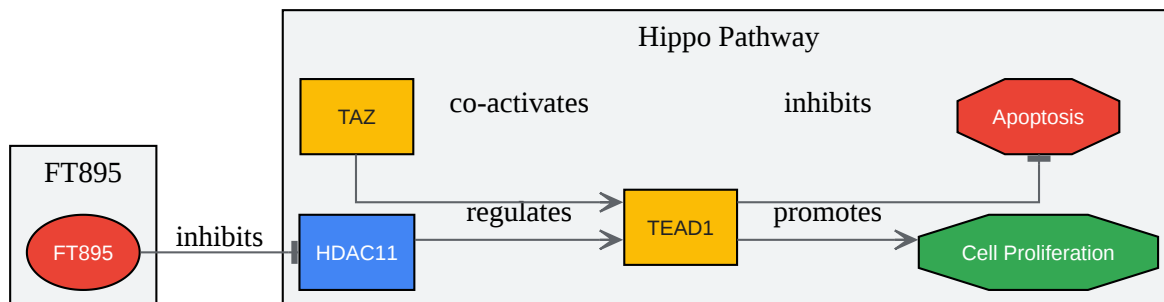 Hippo Pathway
TAZ
co-activates
inhibits
Apoptosis
FT895
regulates
promotes
TEAD1
FT895
inhibits
HDAC11
Cell Proliferation